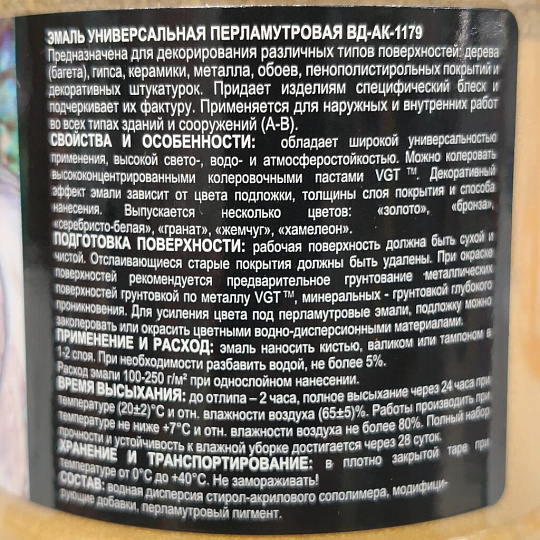 ЭМАЛЬ УНИВЕРСАЛЬНАЯ ПЕРЛАМУТРОВАЯ ВД-АК-1179
Предназначена для декорирования различных типов поверхностей: дерева
(багета), гипса, керамики, металла, обоев, пенополистирольных покрытий и
декоративных штукатурок. Придает изделиям специфический блеск и
подчеркивает их фактуру. Применяется для наружных и внутренних работ
во всех типах зданий и сооружений (А-В).
СВОЙСТВА И ОСОБЕННОСТИ: обладает широкой универсальностью
применения, высокой свето-, водо- и атмосферостойкостью. Можно колеровать
высококонцентрированными колеровочными пастами VGT™. Декоративный
эффект эмали зависит от цвета подложки, толщины слоя покрытия и способа
нанесения. Выпускается несколько цветов: «золото», «бронза»,
«серебристо-белая», «гранат», «жемчуг», «хамелеон».
ПОДГОТОВКА ПОВЕРХНОСТИ: рабочая поверхность должна быть сухой и
чистой. Отслаивающиеся старые покрытия должны быть удалены. При окраске
поверхностей рекомендуется предварительное грунтование -металлических
поверхностей грунтовкой по металлу VGT™, минеральных - грунтовкой глубокого
проникновения. Для усиления цвета под перламутровые эмали, подложку можно
заколеровать или окрасить цветными водно-дисперсионными материалами.
ПРИМЕНЕНИЕ И РАСХОД: эмаль наносить кистью, валиком или тампоном в
1-2 слоя. При необходимости разбавить водой, не более 5%.
Расход эмали 100-250 г/м² при однослойном нанесении.
ВРЕМЯ ВЫСЫХАНИЯ: до отлипа – 2 часа, полное высыхание через 24 часа при
температуре (20±2)°С и отн. влажности воздуха (65±5)%. Работы производить при
температуре не ниже +7°С и отн. влажности воздуха не более 80%. Полный набор
прочности и устойчивость к влажной уборке достигается через 28 суток.
ХРАНЕНИЕ И ТРАНСПОРТИРОВАНИЕ: в плотно закрытой таре при
температуре от 0°С до +40°С. Не замораживать!
СОСТАВ: водная дисперсия стирол-акрилового сополимера, модифици-
рующие добавки, перламутровый пигмент.